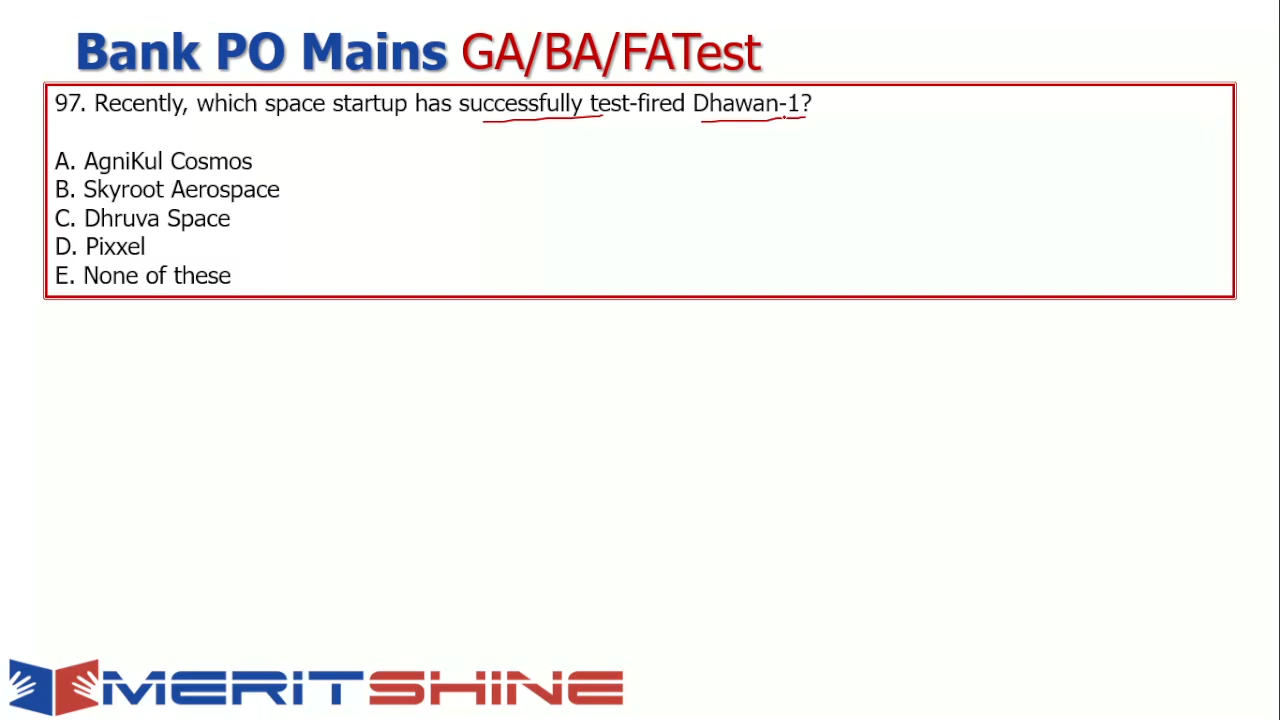 Bank PO Mains GA/BA/FATest
97. Recently, which space startup has successfully test-fired Dhawan-1?
A. AgniKul Cosmos
B. Skyroot Aerospace
C. Dhruva Space
D. Pixxel
E. None of these
MERITSHINE